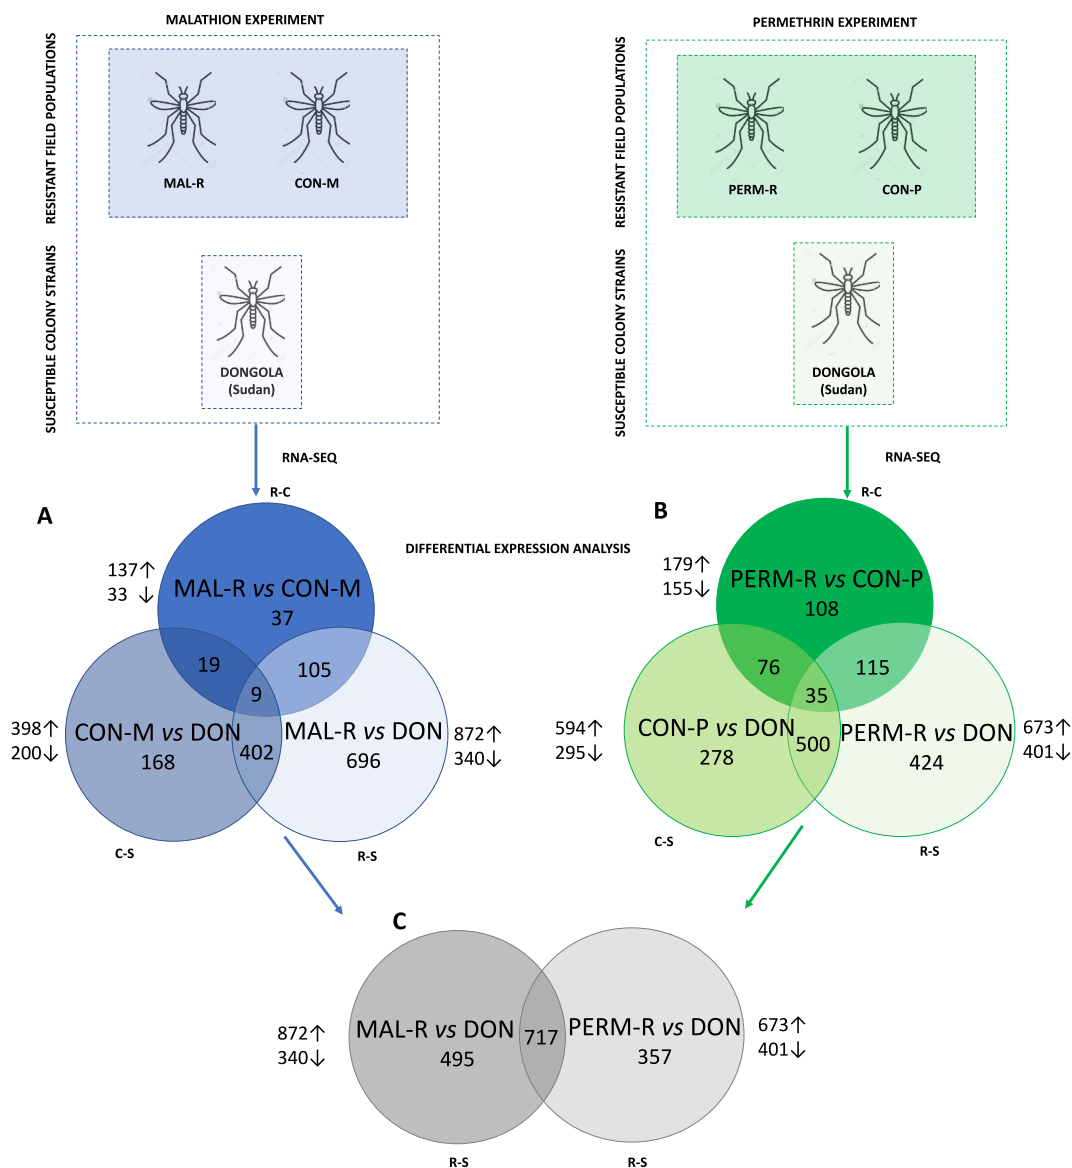 MALATHION EXPERIMENT
RESISTANT FIELD POPULATIONS
MAL-R
CON-M
SUSCEPTIBLE COLONY STRAINS
DONGOLA
(Sudan)
RNA-SEQ
PERMETHRIN EXPERIMENT
RESISTANT FIELD POPULATIONS
PERM-R
CON-P
SUSCEPTIBLE COLONY STRAINS
DONGOLA
(Sudan)
RNA-SEQ
DIFFERENTIAL EXPRESSION ANALYSIS
A
R-C
137↑
33 ↓
MAL-R vs CON-M
37
19
105
9
398↑
200↓
CON-M vs DON
168
402
MAL-R vs DON
696
872↑
340↓
C-S
R-S
B
R-C
179↑
155↓
PERM-R vs CON-P
108
76
115
35
594↑
295↓
CON-P vs DON
278
500
PERM-R vs DON
424
673↑
401↓
C-S
R-S
C
872↑
340↓
MAL-R vs DON
495
717
PERM-R vs DON
357
673↑
401↓
R-S
R-S